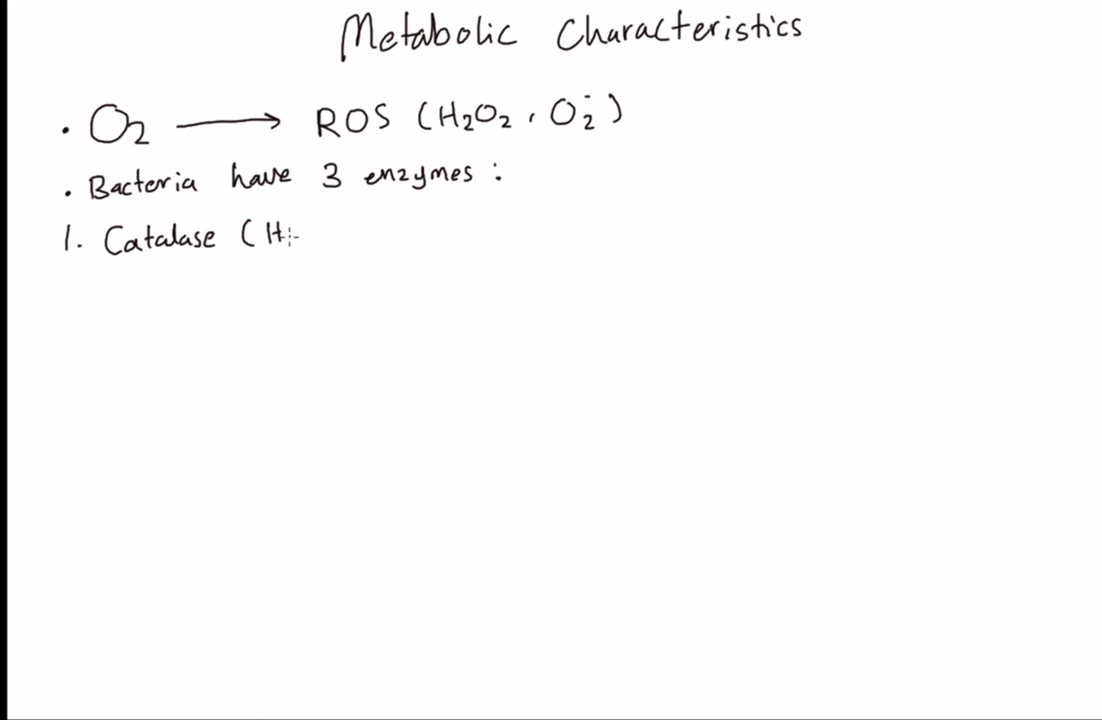 Metabolic Characteristics
• O₂ → ROS (H₂O₂, O₂⁻)
• Bacteria have 3 enzymes :
1. Catalase (H